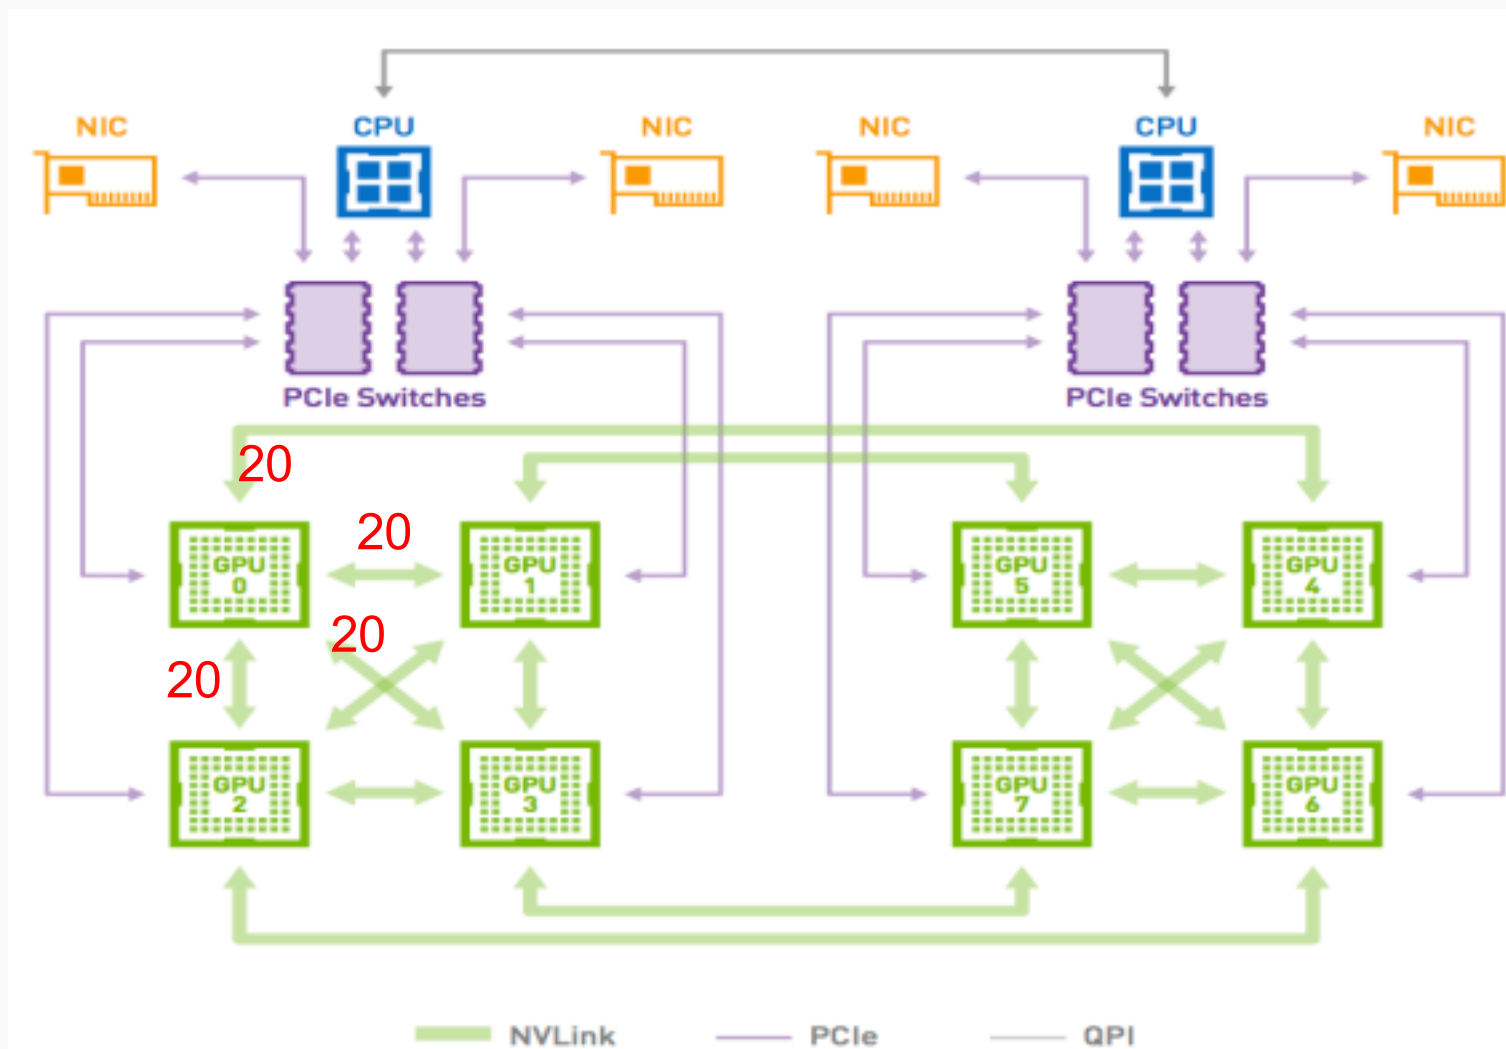 NIC
CPU
NIC
NIC
CPU
NIC
PCIe Switches
PCIe Switches
20
20
GPU
0
GPU
1
GPU
5
GPU
4
20
20
GPU
2
GPU
3
GPU
7
GPU
6
NVLink
PCIe
QPI